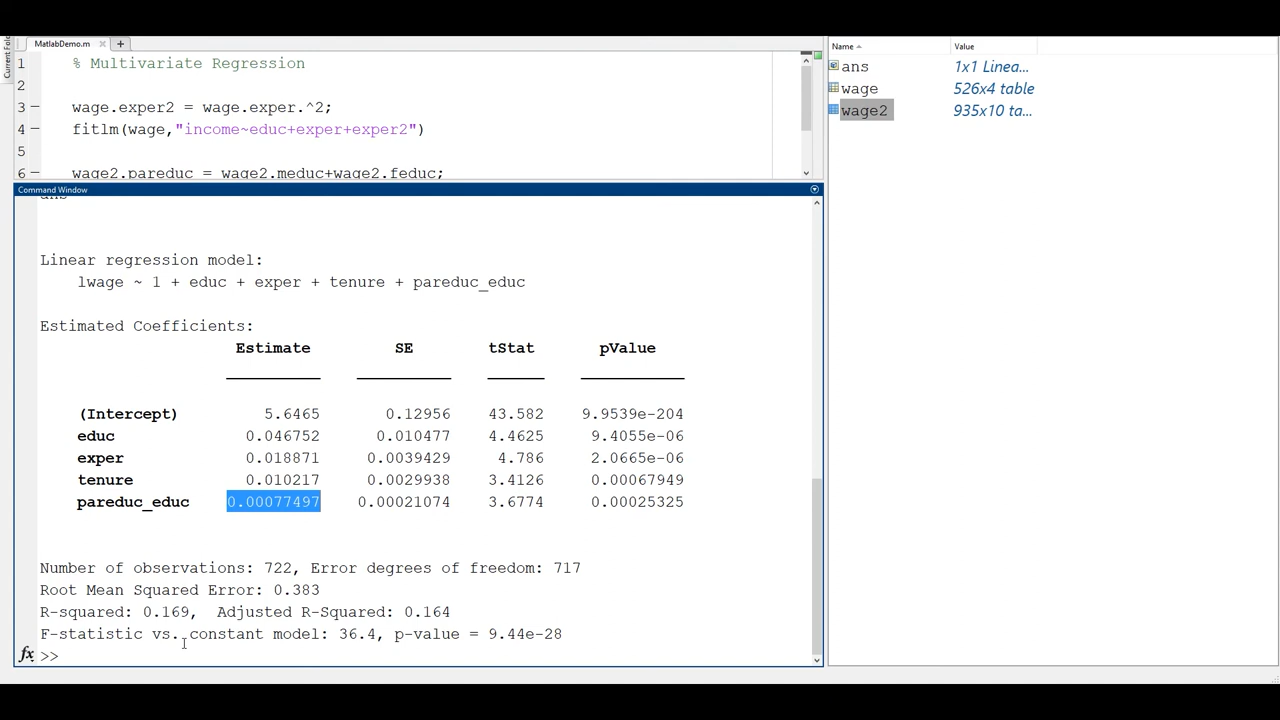 Current Fol
MatlabDemo.m
1 % Multivariate Regression
2
3 — wage.exper2 = wage.exper.^2;
4 — fitlm(wage,"income~educ+exper+exper2")
5
6 — wage2.pareduc = wage2.meduc+wage2.feduc;
Name Value
ans 1x1 Linea...
wage 526x4 table
wage2 935x10 ta...
Command Window
ans
Linear regression model:
lwage ~ 1 + educ + exper + tenure + pareduc_educ
Estimated Coefficients:
Estimate SE tStat pValue
(Intercept) 5.6465 0.12956 43.582 9.9539e-204
educ 0.046752 0.010477 4.4625 9.4055e-06
exper 0.018871 0.0039429 4.786 2.0665e-06
tenure 0.010217 0.0029938 3.4126 0.00067949
pareduc_educ 0.00077497 0.00021074 3.6774 0.00025325
Number of observations: 722, Error degrees of freedom: 717
Root Mean Squared Error: 0.383
R-squared: 0.169, Adjusted R-Squared: 0.164
F-statistic vs. constant model: 36.4, p-value = 9.44e-28
fx >>